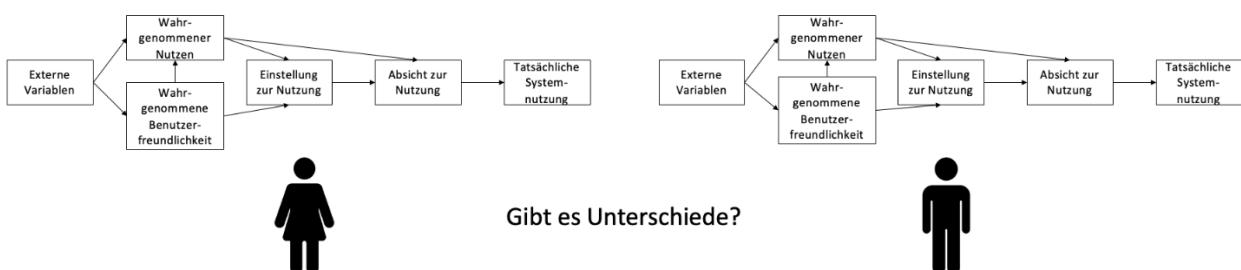 Wahr-
genommener
Nutzen
Externe
Variablen
Wahr-
genommene
Benutzer-
freundlichkeit
Einstellung
zur Nutzung
Absicht zur
Nutzung
Tatsächliche
System-
nutzung
Wahr-
genommener
Nutzen
Externe
Variablen
Wahr-
genommene
Benutzer-
freundlichkeit
Einstellung
zur Nutzung
Absicht zur
Nutzung
Tatsächliche
System-
nutzung
Gibt es Unterschiede?